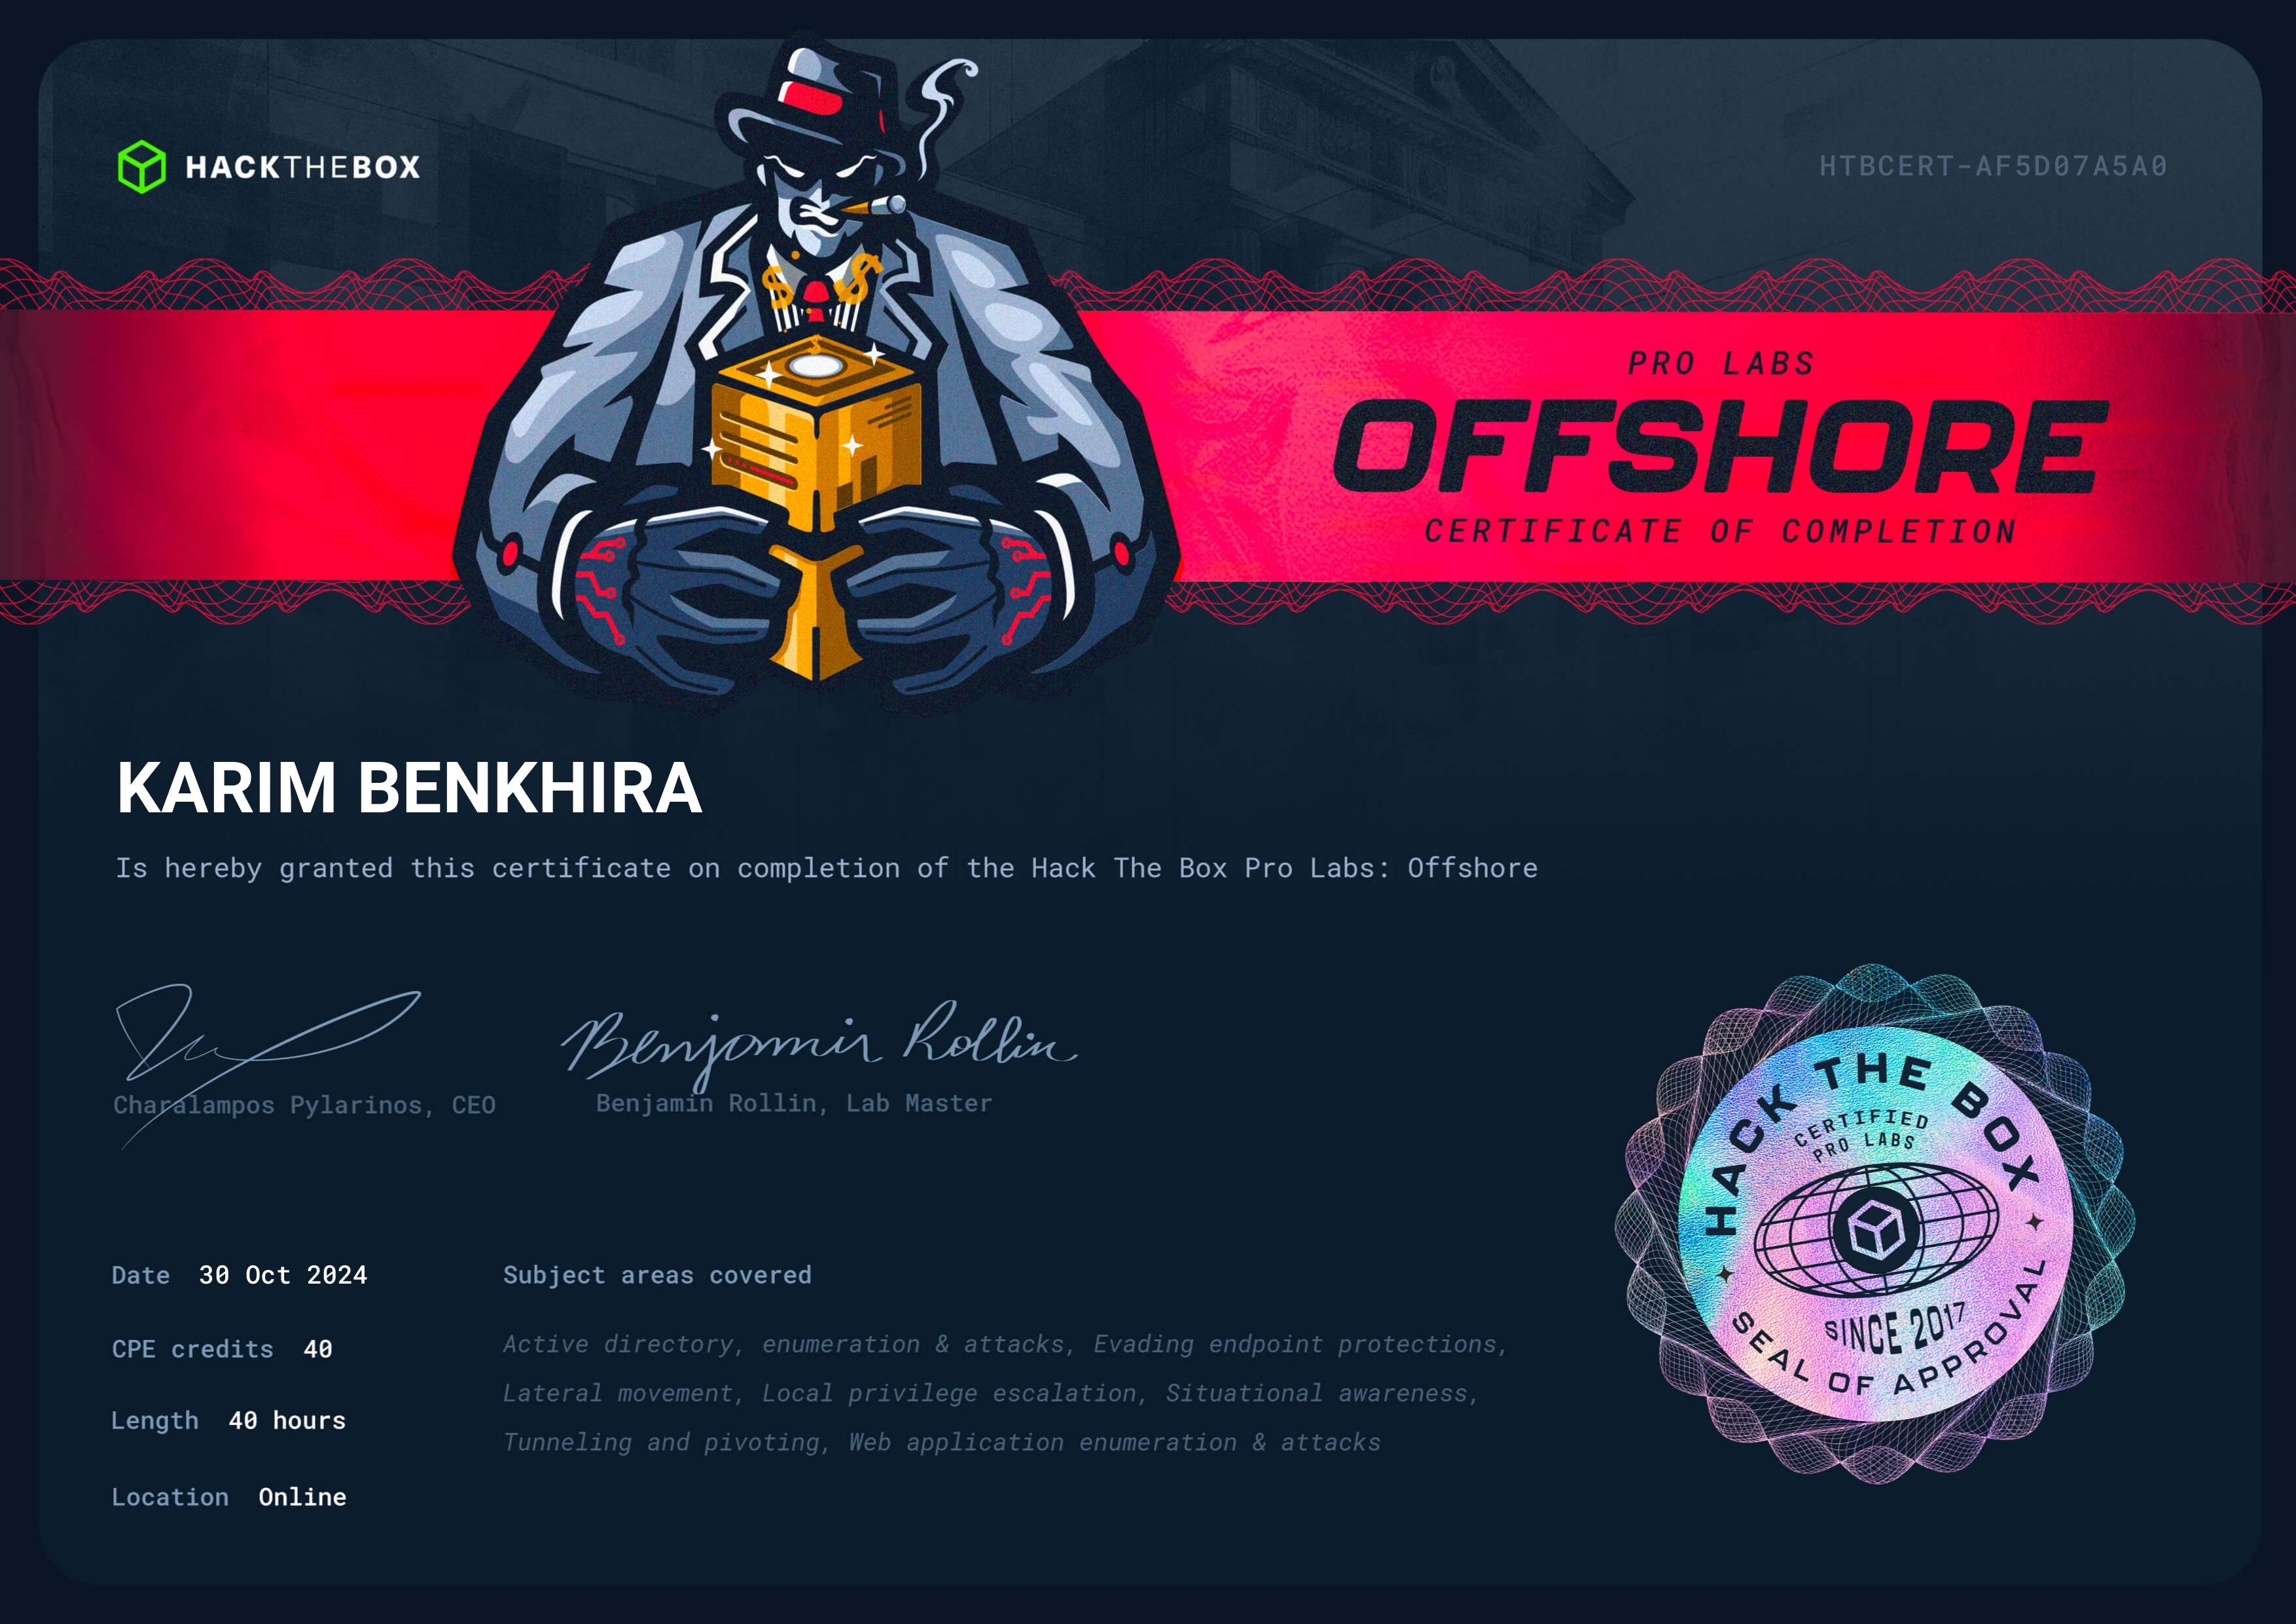 HACKTHEBOX
HTBCERT-AF5D07A5A0
PRO LABS
OFFSHORE
CERTIFICATE OF COMPLETION
KARIM BENKHIRA
Is hereby granted this certificate on completion of the Hack The Box Pro Labs: Offshore
Benjamin Rollin
Charalampos Pylarinos, CEO
Benjamin Rollin, Lab Master
Date 30 Oct 2024
CPE credits 40
Length 40 hours
Location Online
Subject areas covered
Active directory, enumeration & attacks, Evading endpoint protections,
Lateral movement, Local privilege escalation, Situational awareness,
Tunneling and pivoting, Web application enumeration & attacks
HACK THE BOX
CERTIFIED
PRO LABS
SINCE 2017
SEAL OF APPROVAL